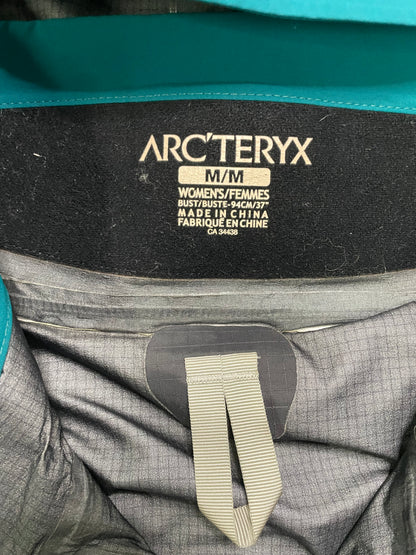 ARC'TERYX
M/M
WOMEN'S/FEMMES
BUST/BUSTE-94CM/37"
MADE IN CHINA
FABRIQUÉ EN CHINE
CA 34438